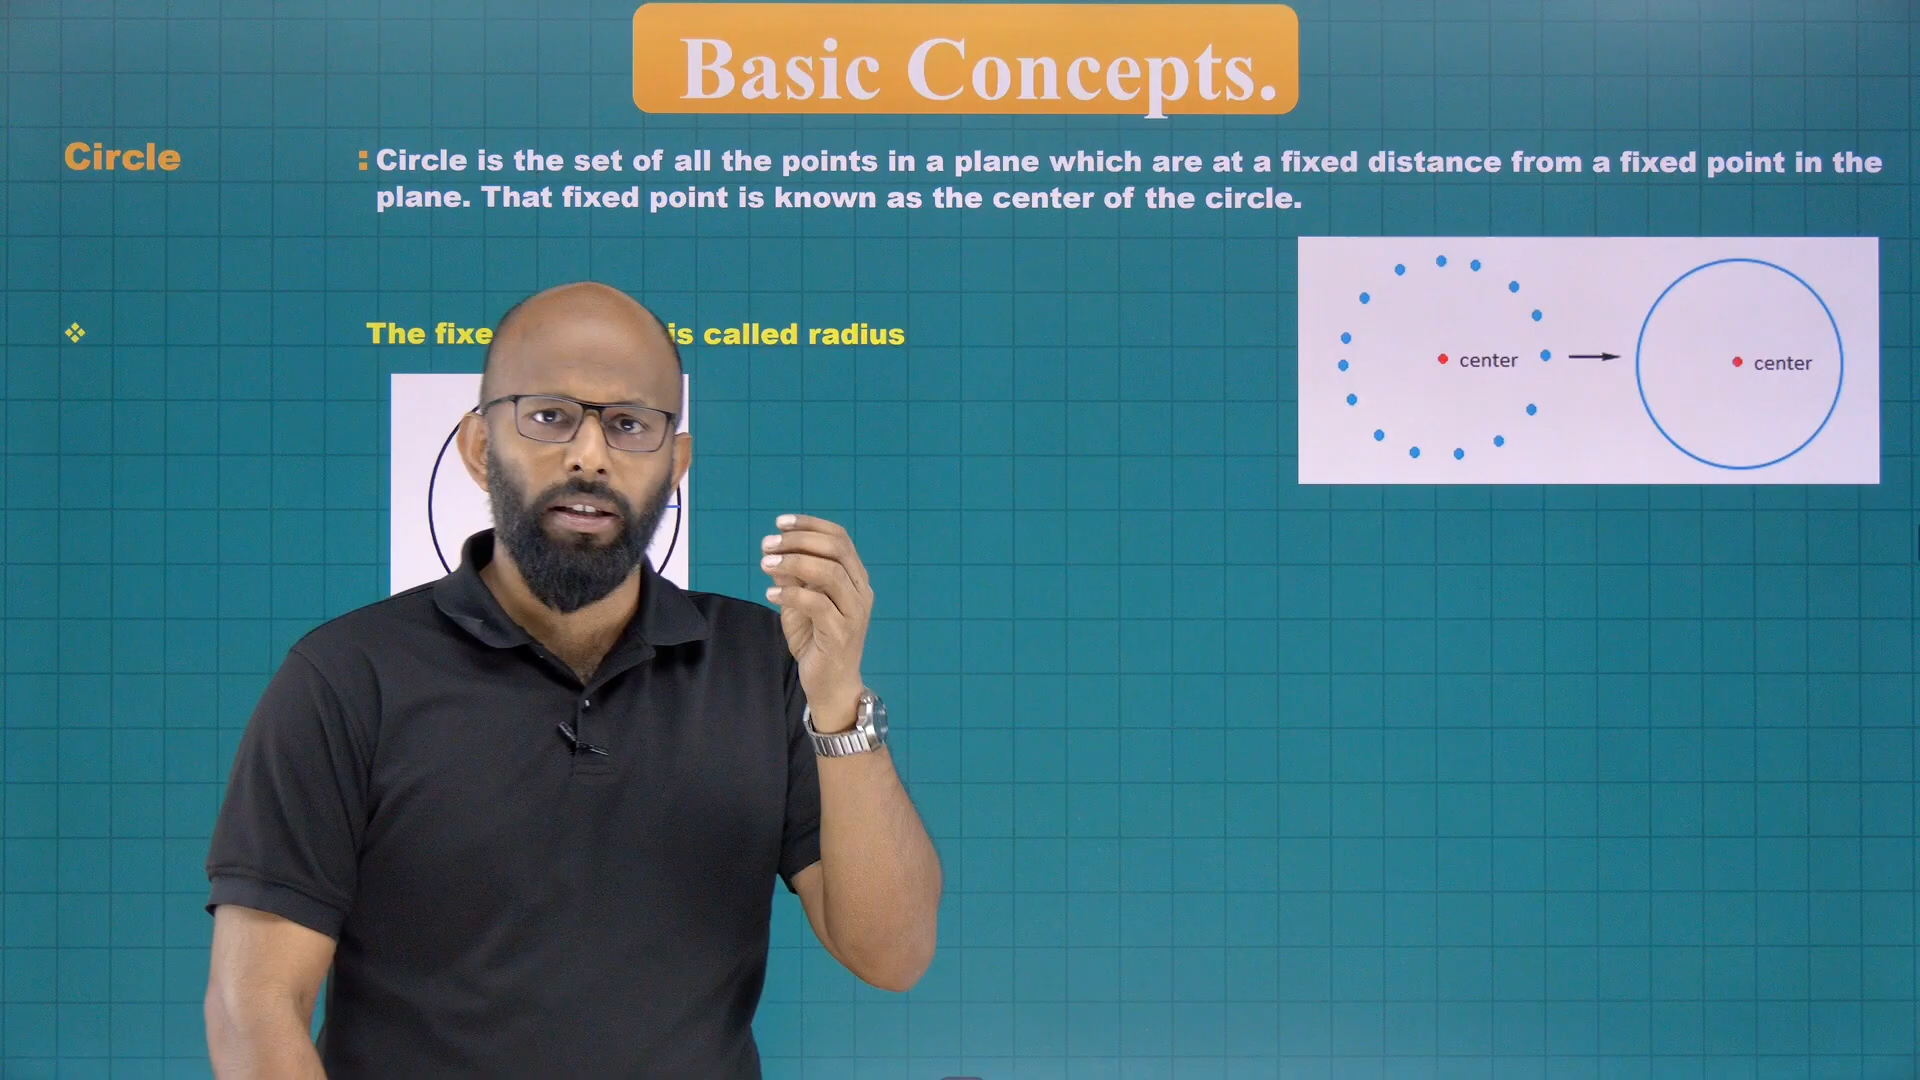 Basic Concepts.
Circle : Circle is the set of all the points in a plane which are at a fixed distance from a fixed point in the
plane. That fixed point is known as the center of the circle.
The fixe is called radius
center
center